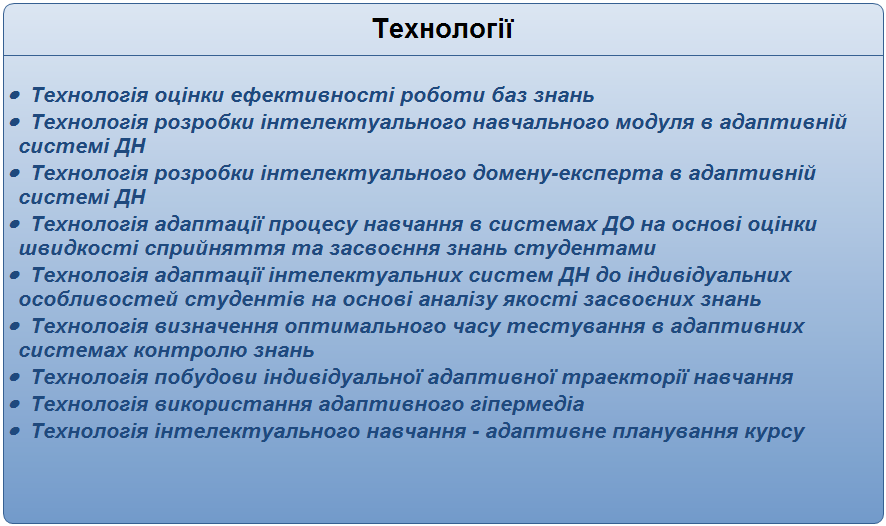 Технології
• Технологія оцінки ефективності роботи баз знань
• Технологія розробки інтелектуального навчального модуля в адаптивній
системі ДН
• Технологія розробки інтелектуального домену-експерта в адаптивній
системі ДН
• Технологія адаптації процесу навчання в системах ДО на основі оцінки
швидкості сприйняття та засвоєння знань студентами
• Технологія адаптації інтелектуальних систем ДН до індивідуальних
особливостей студентів на основі аналізу якості засвоєних знань
• Технологія визначення оптимального часу тестування в адаптивних
системах контролю знань
• Технологія побудови індивідуальної адаптивної траекторії навчання
• Технологія використання адаптивного гіпермедіа
• Технологія інтелектуального навчання - адаптивне планування курсу